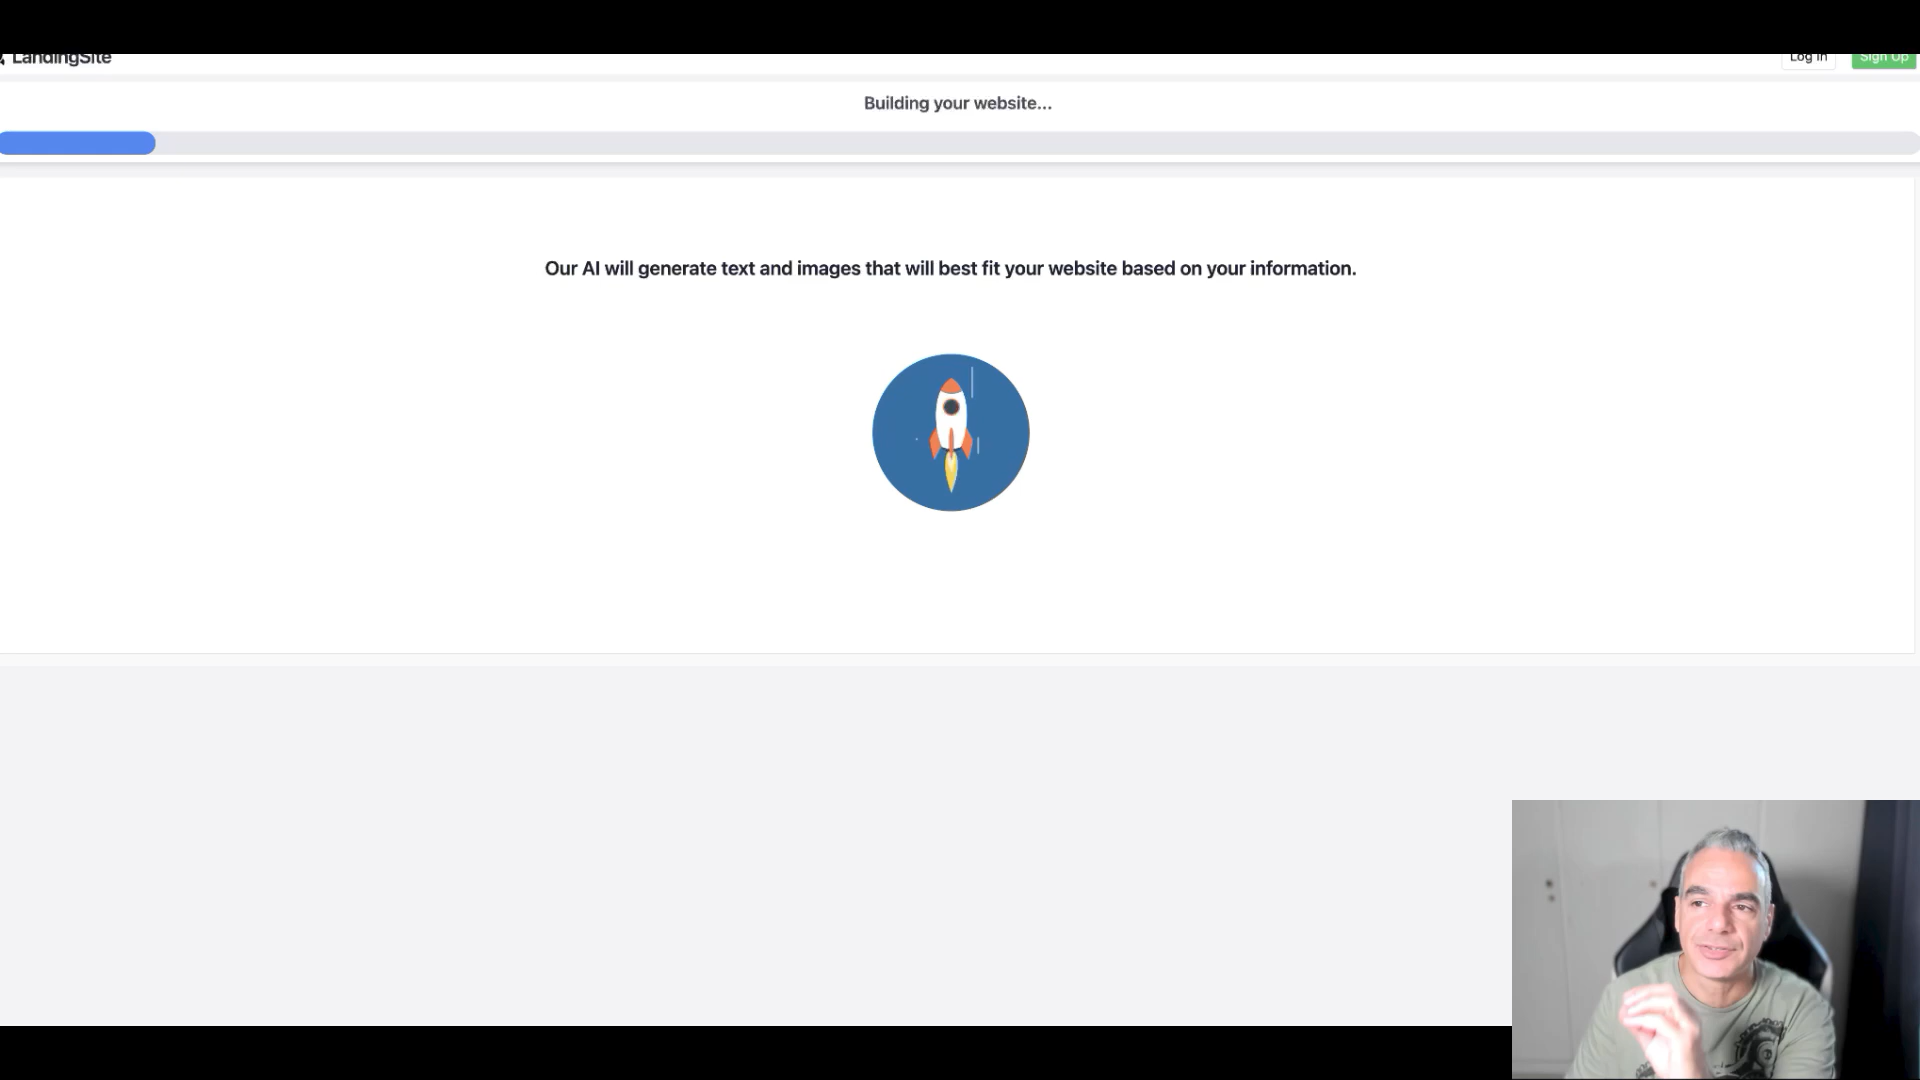 LandingSite
Log In
Sign Up
Building your website...
Our AI will generate text and images that will best fit your website based on your information.